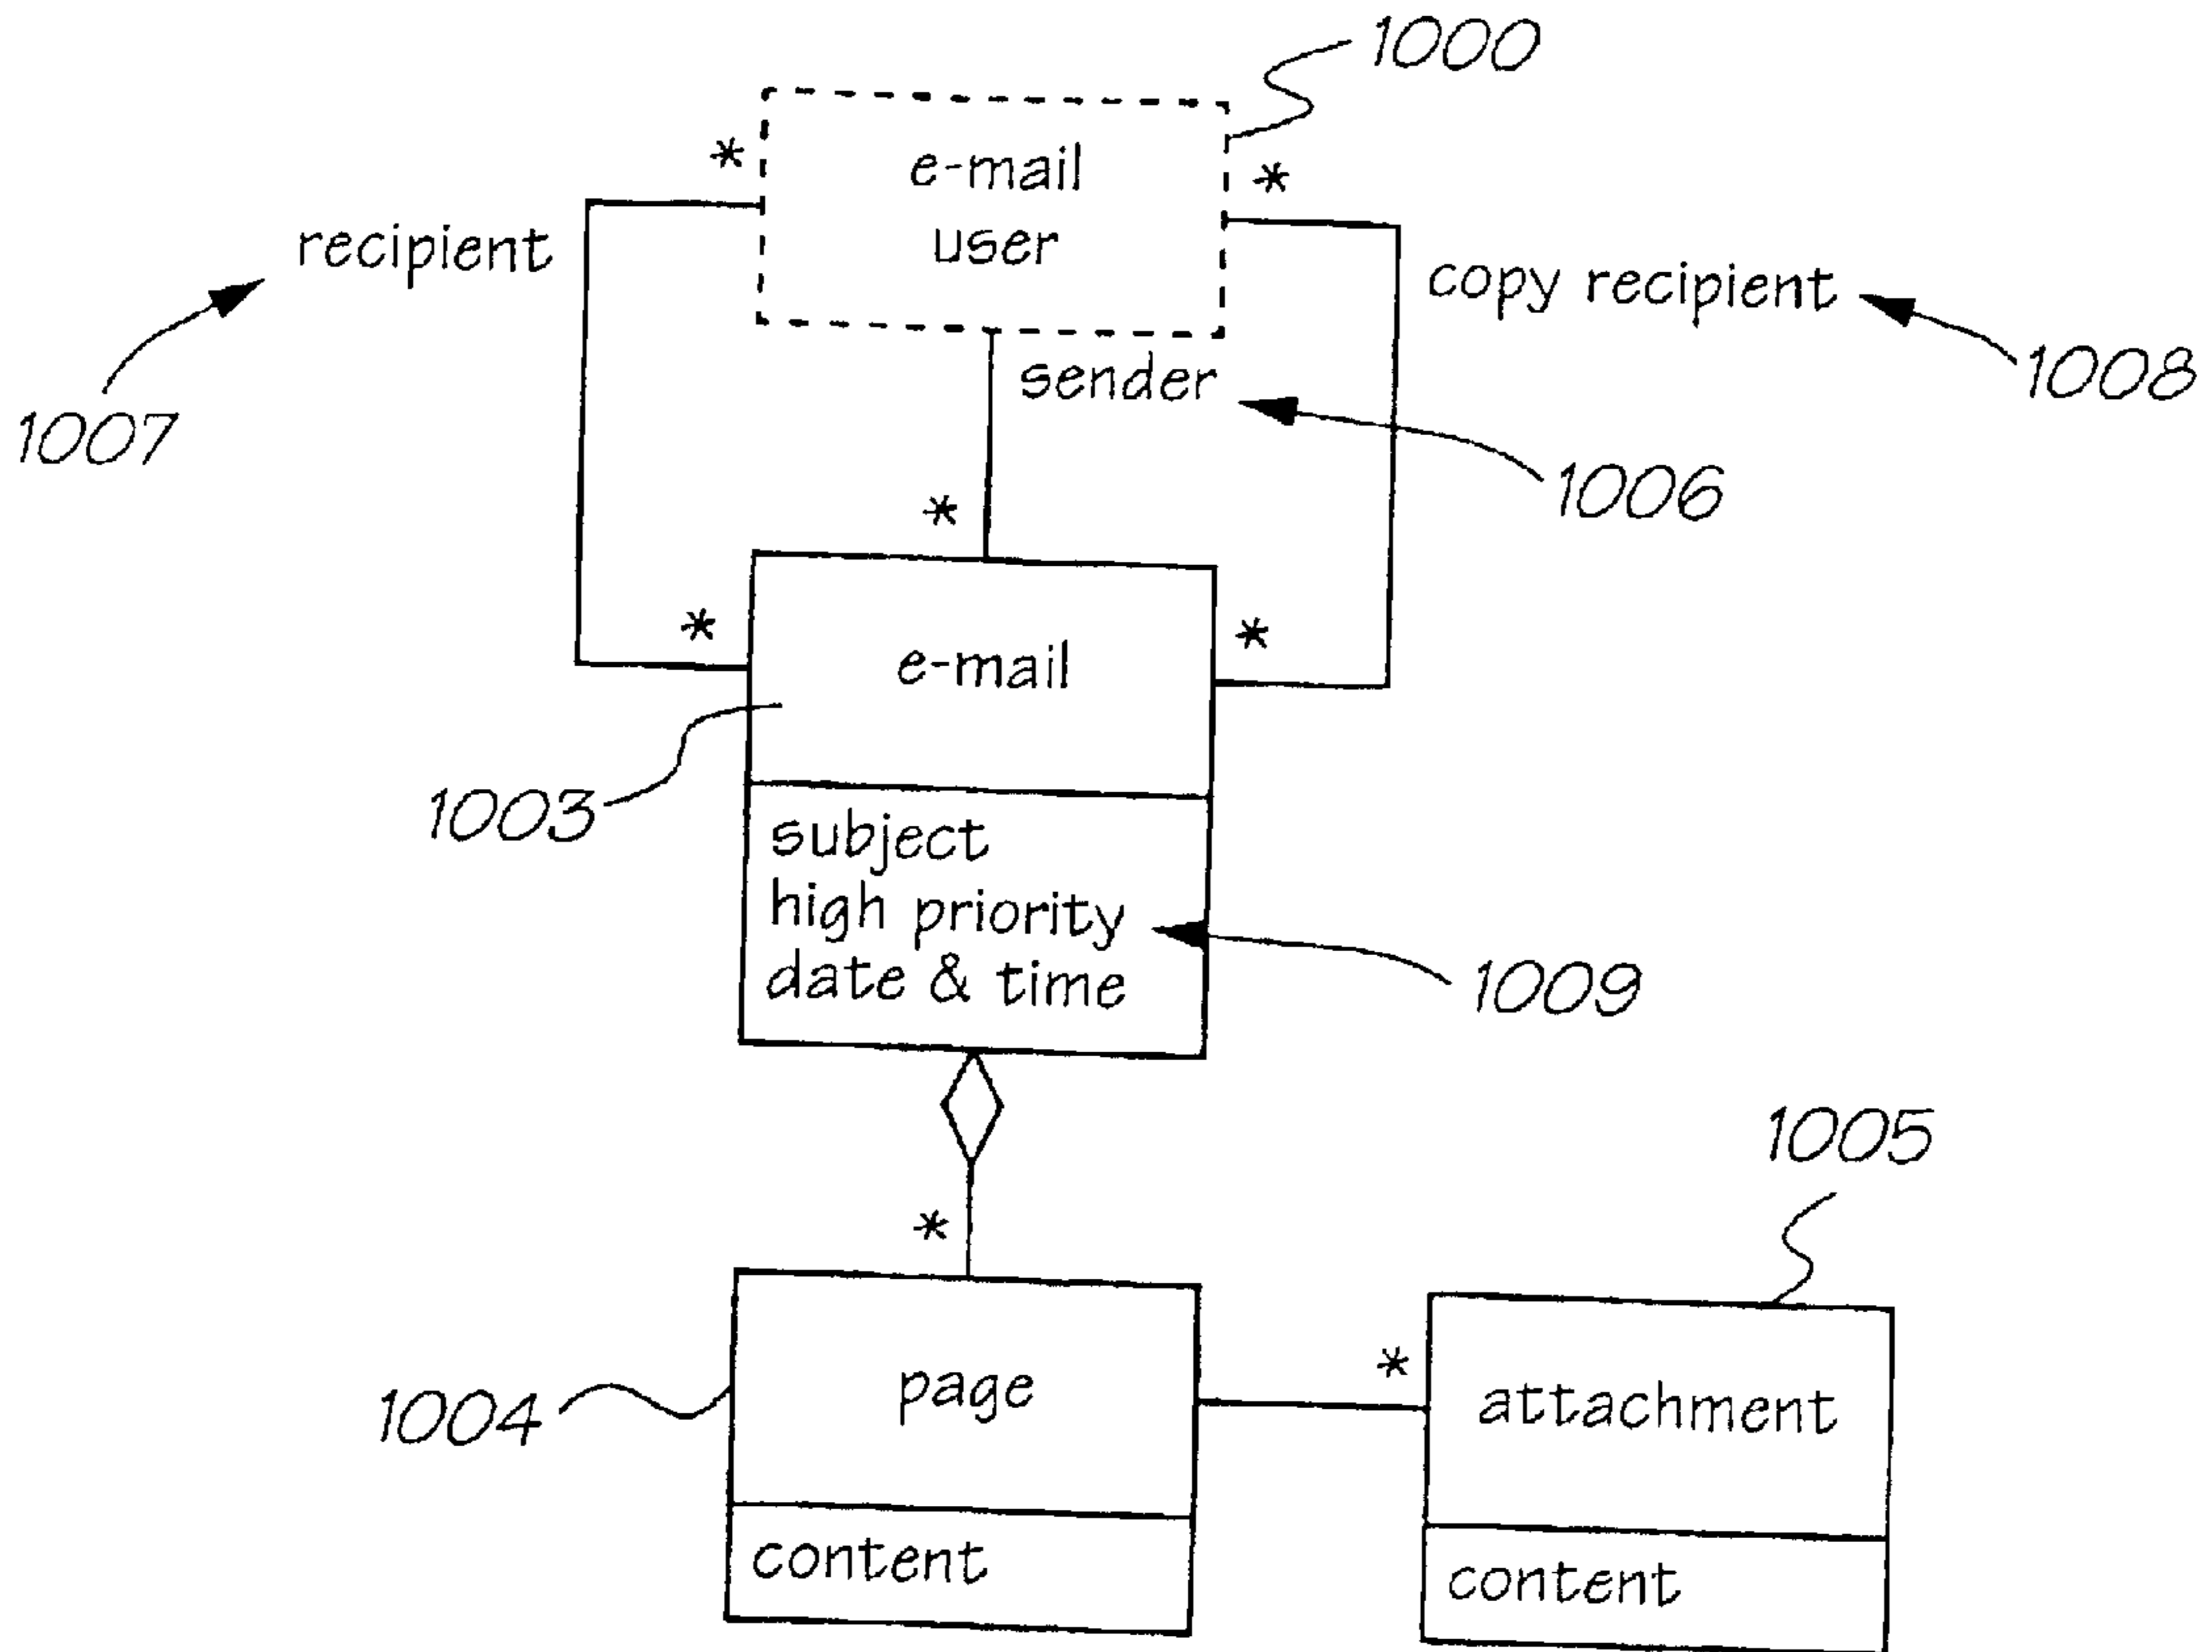 1000
*
e-mail
user
*
recipient
copy recipient
1008
sender
1007
1006
*
*
e-mail
*
1003
subject
high priority
date & time
1009
1005
*
*
page
attachment
1004
content
content